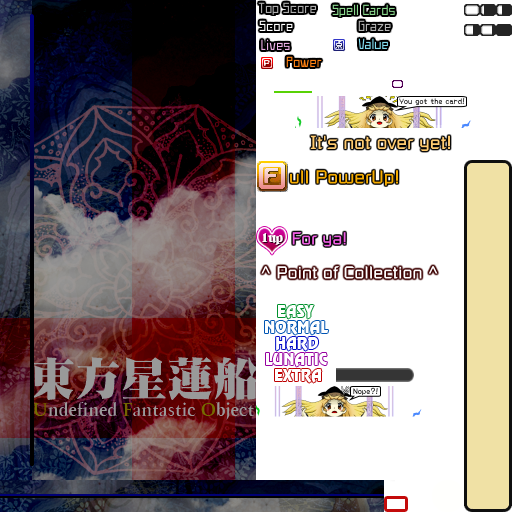 Top Score
Spell Cards
Score
Graze
Lives
Value
P Power
You got the card!
It's not over yet!
Full PowerUp!
1up For ya!
^ Point of Collection ^
EASY
NORMAL
HARD
LUNATIC
EXTRA
Nope?!
東方星蓮船
Undefined Fantastic Object